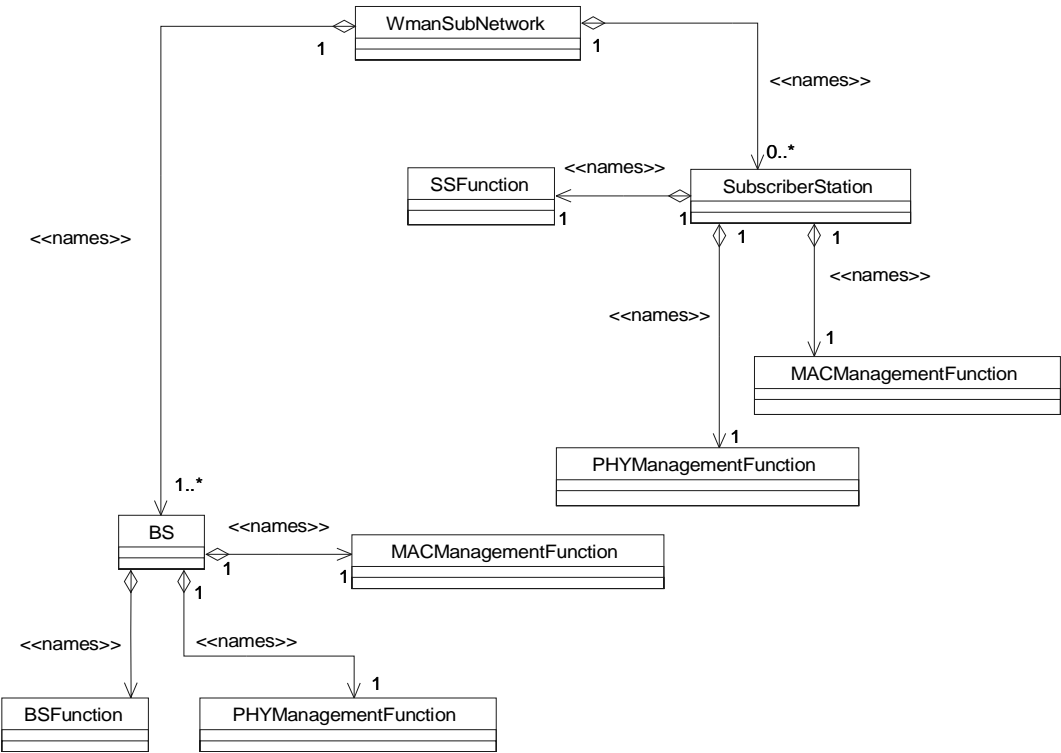 WmanSubNetwork
1
1
<<names>>
0..*
<<names>>
SSFunction
SubscriberStation
1
1
1
1
<<names>>
<<names>>
<<names>>
1
MACManagementFunction
1
PHYManagementFunction
1..*
BS
<<names>>
MACManagementFunction
1
1
1
<<names>>
<<names>>
1
BSFunction
PHYManagementFunction